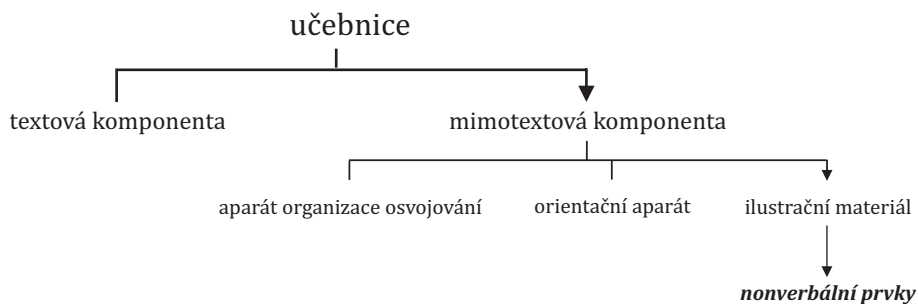 učebnice
textová komponenta
mimotextová komponenta
aparát organizace osvojování
orientační aparát
ilustrační materiál
nonverbální prvky